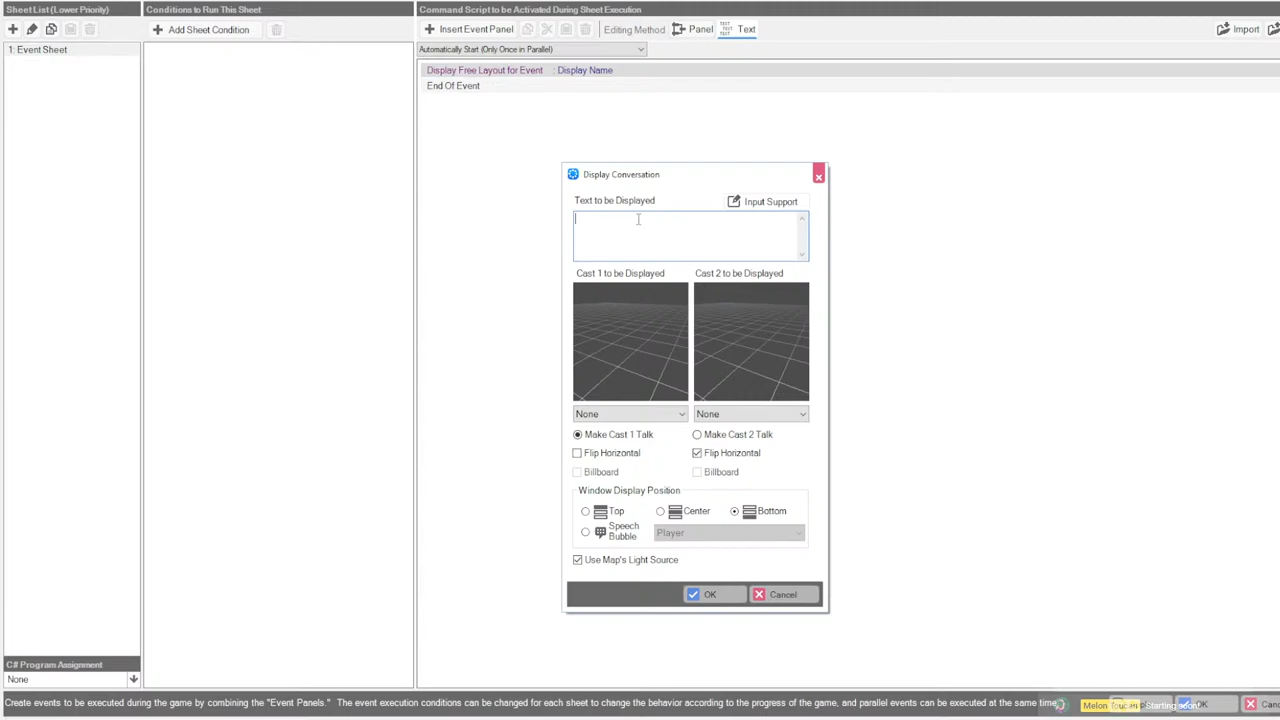 Sheet List (Lower Priority)
Conditions to Run This Sheet
Command Script to be Activated During Sheet Execution
Add Sheet Condition
Insert Event Panel
Editing Method
Panel
Text
Import
1: Event Sheet
Automatically Start (Only Once in Parallel)
Display Free Layout for Event : Display Name
End Of Event
Display Conversation
Text to be Displayed
Input Support
Cast 1 to be Displayed
Cast 2 to be Displayed
None
None
Make Cast 1 Talk
Make Cast 2 Talk
Flip Horizontal
Flip Horizontal
Billboard
Billboard
Window Display Position
Top
Center
Bottom
Speech
Bubble
Player
Use Map's Light Source
OK
Cancel
C# Program Assignment
None
Create events to be executed during the game by combining the "Event Panels." The event execution conditions can be changed for each sheet to change the behavior according to the progress of the game, and parallel events can be executed at the same time.
Starting soon!